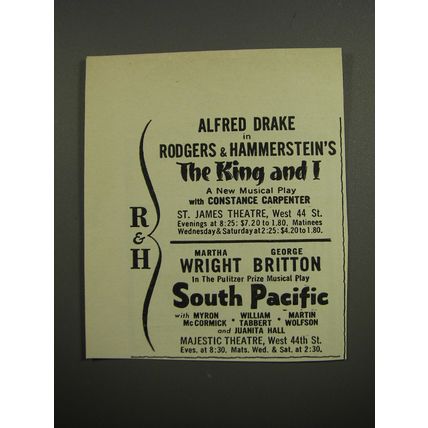 R & H
ALFRED DRAKE
in
RODGERS & HAMMERSTEIN'S
The King and I
A New Musical Play
with CONSTANCE CARPENTER
ST. JAMES THEATRE, West 44 St.
Evenings at 8:25: $7.20 to 1.80. Matinees
Wednesday & Saturday at 2:25: $4.20 to 1.80.
MARTHA GEORGE
WRIGHT BRITTON
In The Pulitzer Prize Musical Play
South Pacific
with MYRON WILLIAM MARTIN
McCORMICK • TABBERT • WOLFSON
and JUANITA HALL
MAJESTIC THEATRE, West 44th St.
Eves. at 8:30. Mats. Wed. & Sat. at 2:30.